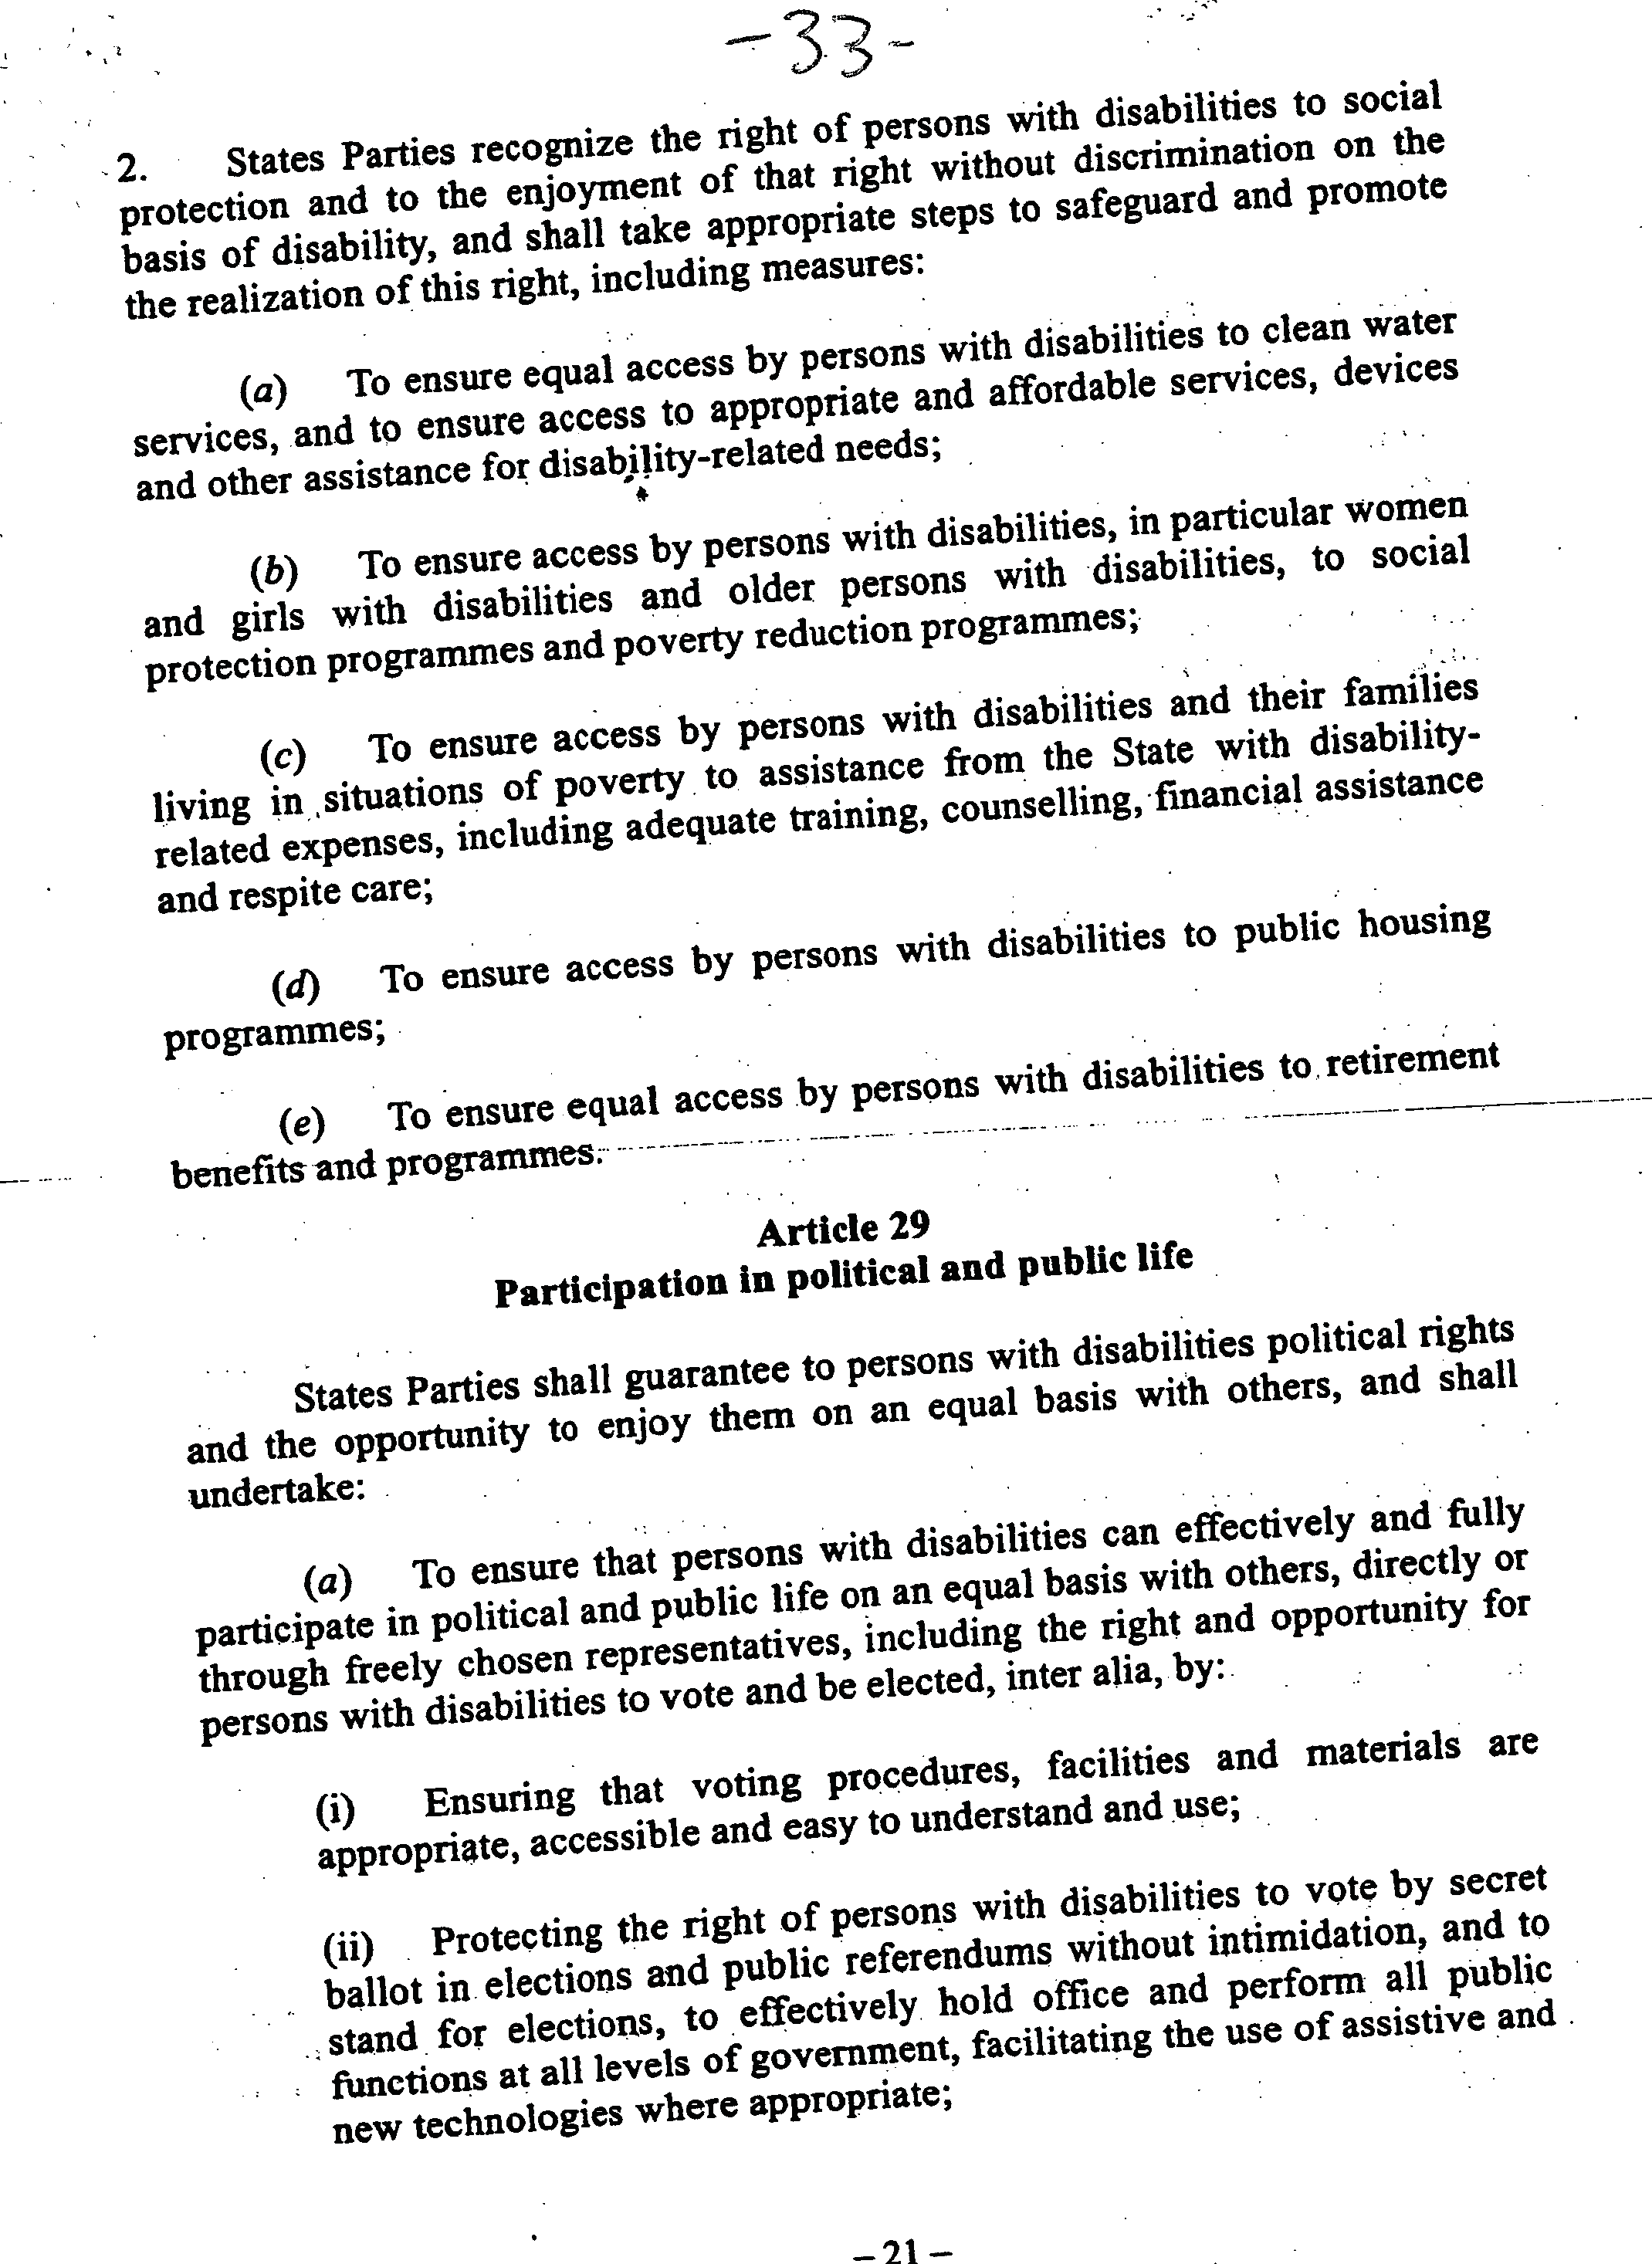 -33-
2. States Parties recognize the right of persons with disabilities to social
protection and to the enjoyment of that right without discrimination on the
basis of disability, and shall take appropriate steps to safeguard and promote
the realization of this right, including measures:
(a) To ensure equal access by persons with disabilities to clean water
services, and to ensure access to appropriate and affordable services, devices
and other assistance for disability-related needs;
(b) To ensure access by persons with disabilities, in particular women
and girls with disabilities and older persons with disabilities, to social
protection programmes and poverty reduction programmes;
(c) To ensure access by persons with disabilities and their families
living in situations of poverty to assistance from the State with disability-
related expenses, including adequate training, counselling, financial assistance
and respite care;
(d) To ensure access by persons with disabilities to public housing
programmes;
(e) To ensure equal access by persons with disabilities to retirement
benefits and programmes.
Article 29
Participation in political and public life
States Parties shall guarantee to persons with disabilities political rights
and the opportunity to enjoy them on an equal basis with others, and shall
undertake:
(a) To ensure that persons with disabilities can effectively and fully
participate in political and public life on an equal basis with others, directly or
through freely chosen representatives, including the right and opportunity for
persons with disabilities to vote and be elected, inter alia, by:
(i) Ensuring that voting procedures, facilities and materials are
appropriate, accessible and easy to understand and use;
(ii) Protecting the right of persons with disabilities to vote by secret
ballot in elections and public referendums without intimidation, and to
stand for elections, to effectively hold office and perform all public
functions at all levels of government, facilitating the use of assistive and
new technologies where appropriate;
– 21 –